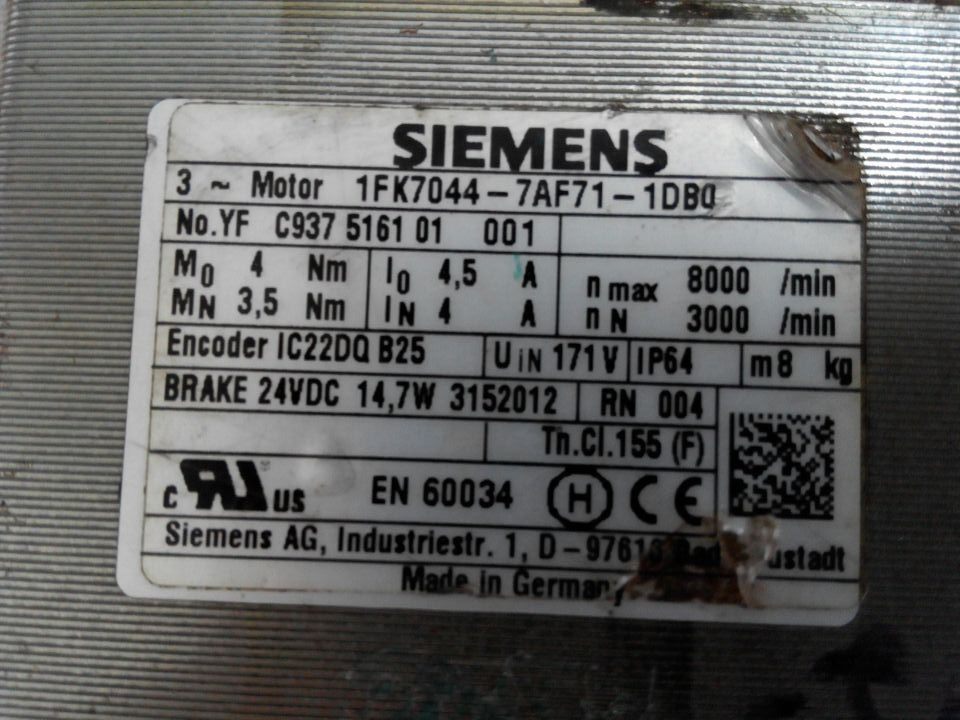 SIEMENS
3 ~ Motor 1FK7044-7AF71-1DB0
No.YF C937 5161 01 001
M0 4 Nm I0 4,5 A n max 8000 /min
MN 3,5 Nm IN 4 A n N 3000 /min
Encoder IC22DQ B25 UIN 171 V IP64 m 8 kg
BRAKE 24VDC 14,7W 3152012 RN 004
Th.Cl.155 (F)
c RU US EN 60034 H CE
Siemens AG, Industriestr. 1,
Made in Germany